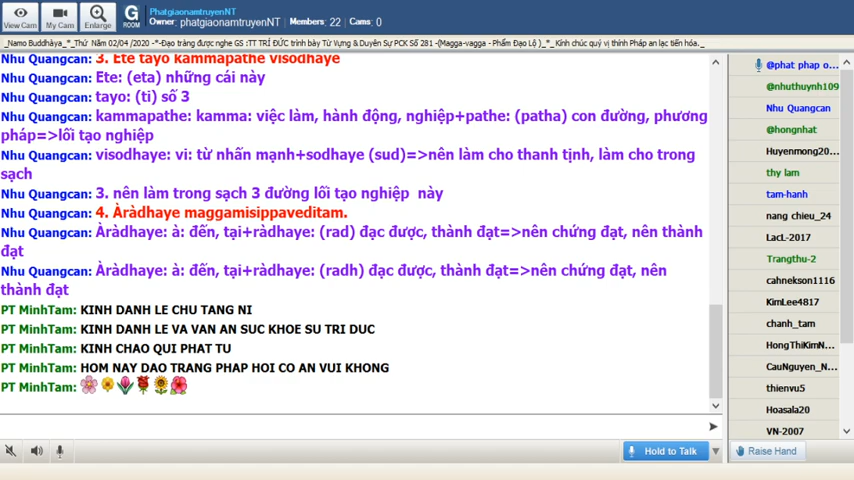 PhatgiaonamtruyenNT
Owner: phatgiaonamtruyenNT | Members: 22 | Cams: 0
View Cam
My Cam
Enlarge
G
ROOM
_Namo Buddhàya_*_Thứ Năm 02/04 /2020 -*-Đạo tràng được nghe GS :TT TRÍ ĐỨC trình bày Từ Vựng & Duyên Sự PCK Số 281 -(Magga-vagga - Phẩm Đạo Lộ )_*_Kính chúc quý vị thính Pháp an lạc tiến hóa._
Nhu Quangcan: 3. Ete tayo kammapathe visodhaye
Nhu Quangcan: Ete: (eta) những cái này
Nhu Quangcan: tayo: (ti) số 3
Nhu Quangcan: kammapathe: kamma: việc làm, hành động, nghiệp+pathe: (patha) con đường, phương
pháp=>lối tạo nghiệp
Nhu Quangcan: visodhaye: vi: từ nhấn mạnh+sodhaye (sud)=>nên làm cho thanh tịnh, làm cho trong
sạch
Nhu Quangcan: 3. nên làm trong sạch 3 đường lối tạo nghiệp này
Nhu Quangcan: 4. Àràdhaye maggamisippaveditam.
Nhu Quangcan: Àràdhaye: à: đến, tại+ràdhaye: (rad) đạc được, thành đạt=>nên chứng đạt, nên thành
đạt
Nhu Quangcan: Àràdhaye: à: đến, tại+ràdhaye: (radh) đạc được, thành đạt=>nên chứng đạt, nên
thành đạt
PT MinhTam: KINH DANH LE CHU TANG NI
PT MinhTam: KINH DANH LE VA VAN AN SUC KHOE SU TRI DUC
PT MinhTam: KINH CHAO QUI PHAT TU
PT MinhTam: HOM NAY DAO TRANG PHAP HOI CO AN VUI KHONG
PT MinhTam:
@phat phap o...
@nhuthuynh109
Nhu Quangcan
@hongnhat
Huyenmong20...
thy lam
tam-hanh
nang chieu_24
LacL-2017
Trangthu-2
cahnekson1116
KimLee4817
chanh_tam
HongThiKimN...
CauNguyen_N...
thienvu5
Hoasala20
VN-2007
Hold to Talk
Raise Hand